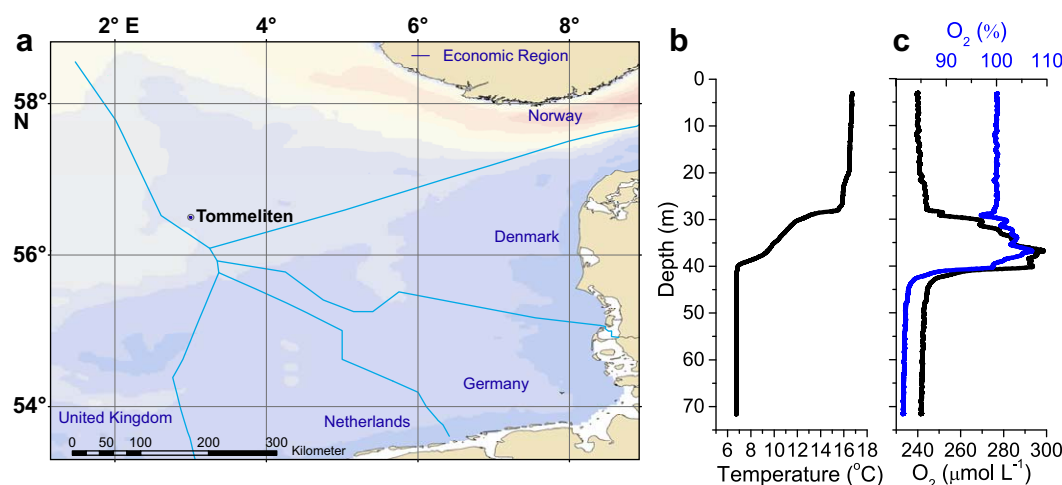 a
2° E 4° 6° 8°
58°
N
56°
54°
Economic Region
Norway
Tommeliten
Denmark
Germany
United Kingdom
Netherlands
0 50 100 200 300 Kilometer
b
0
10
20
30
40
50
60
70
Depth (m)
6 8 10 12 14 16 18
Temperature (°C)
c
O2 (%)
90 100 110
240 260 280 300
O2 (μmol L-1)